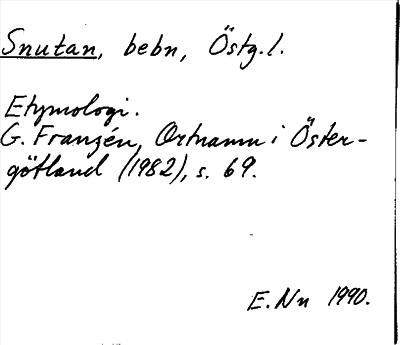 Snutan, bebn, Östg. l.
Etymologi.
G. Franzén, Ortnamn i Öster-
götland (1982), s. 69.
E. Nn 1990.